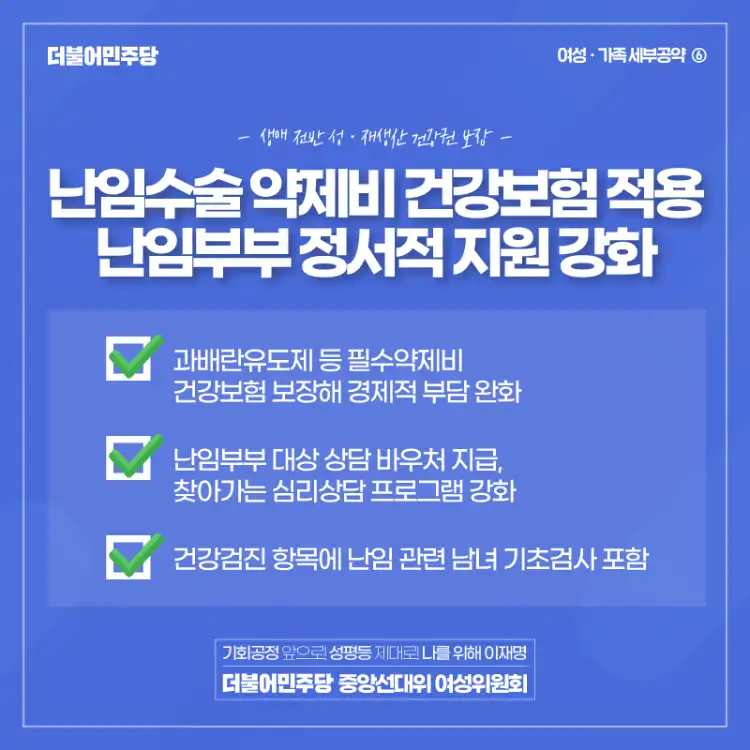 더불어민주당
여성 · 가족 세부공약 ⑥
– 생애 전반 성 · 재생산 건강권 보장 –
난임수술 약제비 건강보험 적용
난임부부 정서적 지원 강화
과배란유도제 등 필수약제비
건강보험 보장해 경제적 부담 완화
난임부부 대상 상담 바우처 지급,
찾아가는 심리상담 프로그램 강화
건강검진 항목에 난임 관련 남녀 기초검사 포함
기회공정 앞으로! 성평등 제대로! 나를 위해 이재명
더불어민주당 중앙선대위 여성위원회